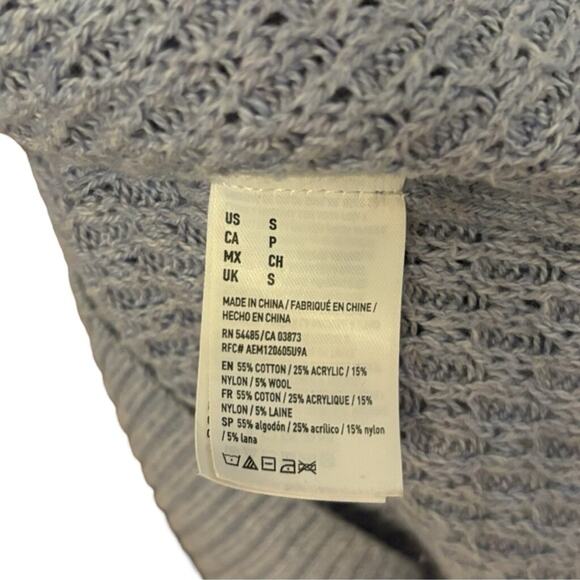 US S
CA P
MX CH
UK S
MADE IN CHINA / FABRIQUÉ EN CHINE /
HECHO EN CHINA
RN 54485/CA 03873
RFC# AEM120605U9A
EN 55% COTTON / 25% ACRYLIC / 15%
NYLON / 5% WOOL
FR 55% COTON / 25% ACRYLIQUE / 15%
NYLON / 5% LAINE
SP 55% algodón / 25% acrílico / 15% nylon
/ 5% lana